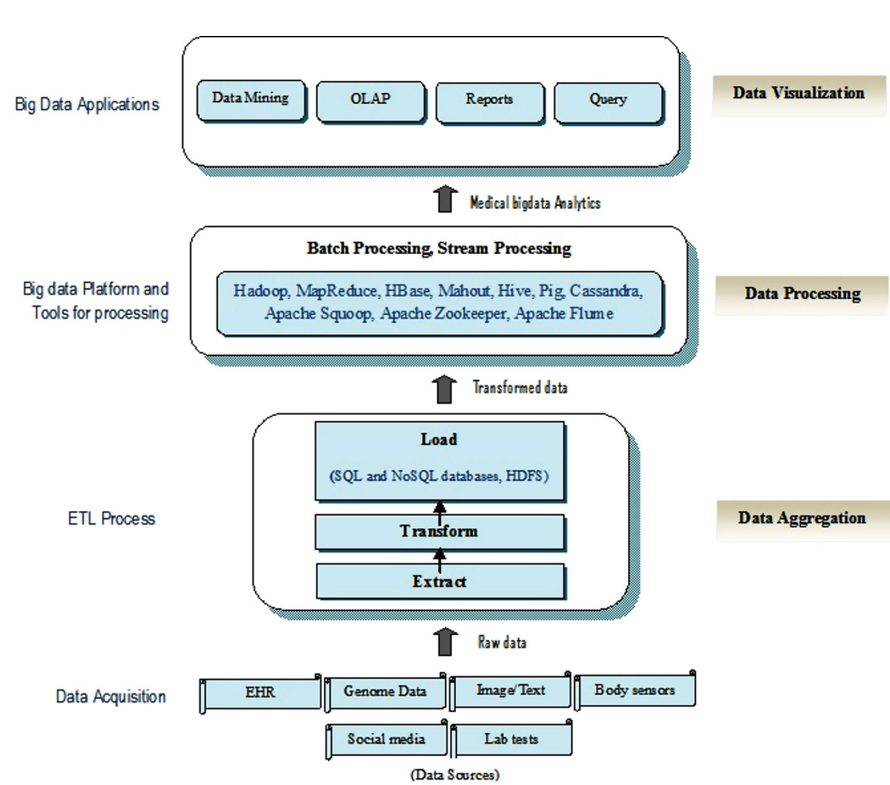 Data Mining
OLAP
Reports
Query
Big Data Applications
Data Visualization
Medical bigdata Analytics
Batch Processing, Stream Processing
Big data Platform and
Tools for processing
Hadoop, MapReduce, HBase, Mahout, Hive, Pig, Cassandra,
Apache Squoop, Apache Zookeeper, Apache Flume
Data Processing
Transformed data
Load
(SQL and NoSQL databases, HDFS)
ETL Process
Transform
Data Aggregation
Extract
Raw data
Data Acquisition
EHR
Genome Data
Image/Text
Body sensors
Social media
Lab tests
(Data Sources)